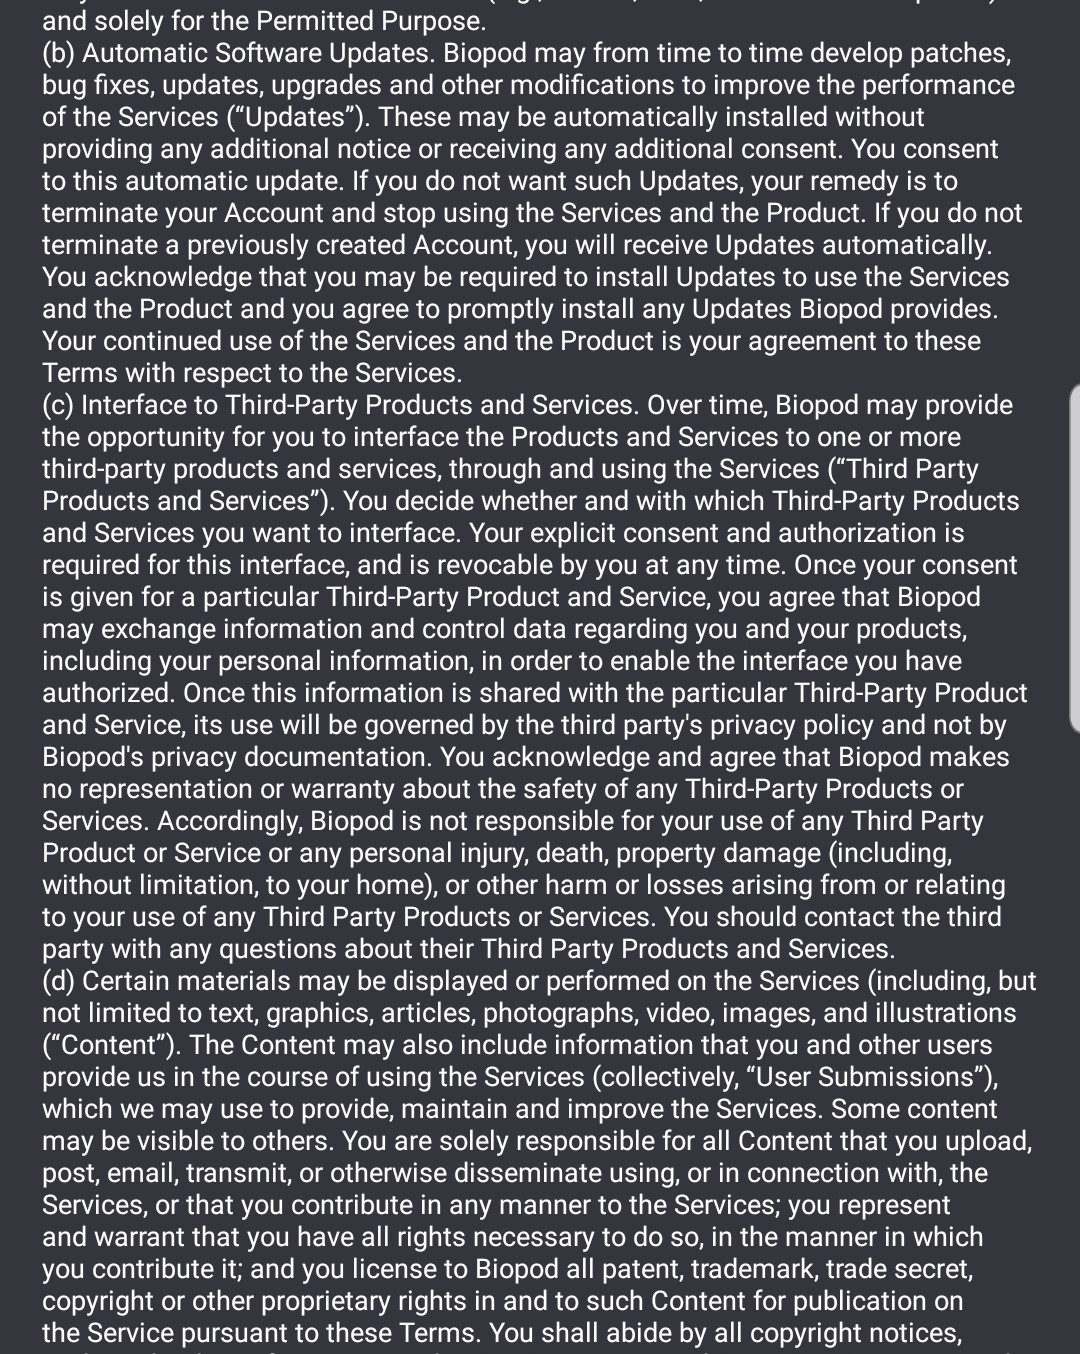 and solely for the Permitted Purpose.
(b) Automatic Software Updates. Biopod may from time to time develop patches,
bug fixes, updates, upgrades and other modifications to improve the performance
of the Services (“Updates”). These may be automatically installed without
providing any additional notice or receiving any additional consent. You consent
to this automatic update. If you do not want such Updates, your remedy is to
terminate your Account and stop using the Services and the Product. If you do not
terminate a previously created Account, you will receive Updates automatically.
You acknowledge that you may be required to install Updates to use the Services
and the Product and you agree to promptly install any Updates Biopod provides.
Your continued use of the Services and the Product is your agreement to these
Terms with respect to the Services.
(c) Interface to Third-Party Products and Services. Over time, Biopod may provide
the opportunity for you to interface the Products and Services to one or more
third-party products and services, through and using the Services (“Third Party
Products and Services”). You decide whether and with which Third-Party Products
and Services you want to interface. Your explicit consent and authorization is
required for this interface, and is revocable by you at any time. Once your consent
is given for a particular Third-Party Product and Service, you agree that Biopod
may exchange information and control data regarding you and your products,
including your personal information, in order to enable the interface you have
authorized. Once this information is shared with the particular Third-Party Product
and Service, its use will be governed by the third party's privacy policy and not by
Biopod's privacy documentation. You acknowledge and agree that Biopod makes
no representation or warranty about the safety of any Third-Party Products or
Services. Accordingly, Biopod is not responsible for your use of any Third Party
Product or Service or any personal injury, death, property damage (including,
without limitation, to your home), or other harm or losses arising from or relating
to your use of any Third Party Products or Services. You should contact the third
party with any questions about their Third Party Products and Services.
(d) Certain materials may be displayed or performed on the Services (including, but
not limited to text, graphics, articles, photographs, video, images, and illustrations
(“Content”). The Content may also include information that you and other users
provide us in the course of using the Services (collectively, “User Submissions”),
which we may use to provide, maintain and improve the Services. Some content
may be visible to others. You are solely responsible for all Content that you upload,
post, email, transmit, or otherwise disseminate using, or in connection with, the
Services, or that you contribute in any manner to the Services; you represent
and warrant that you have all rights necessary to do so, in the manner in which
you contribute it; and you license to Biopod all patent, trademark, trade secret,
copyright or other proprietary rights in and to such Content for publication on
the Service pursuant to these Terms. You shall abide by all copyright notices,